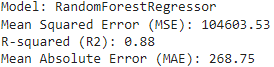 Model: RandomForestRegressor
Mean Squared Error (MSE): 104603.53
R-squared (R2): 0.88
Mean Absolute Error (MAE): 268.75